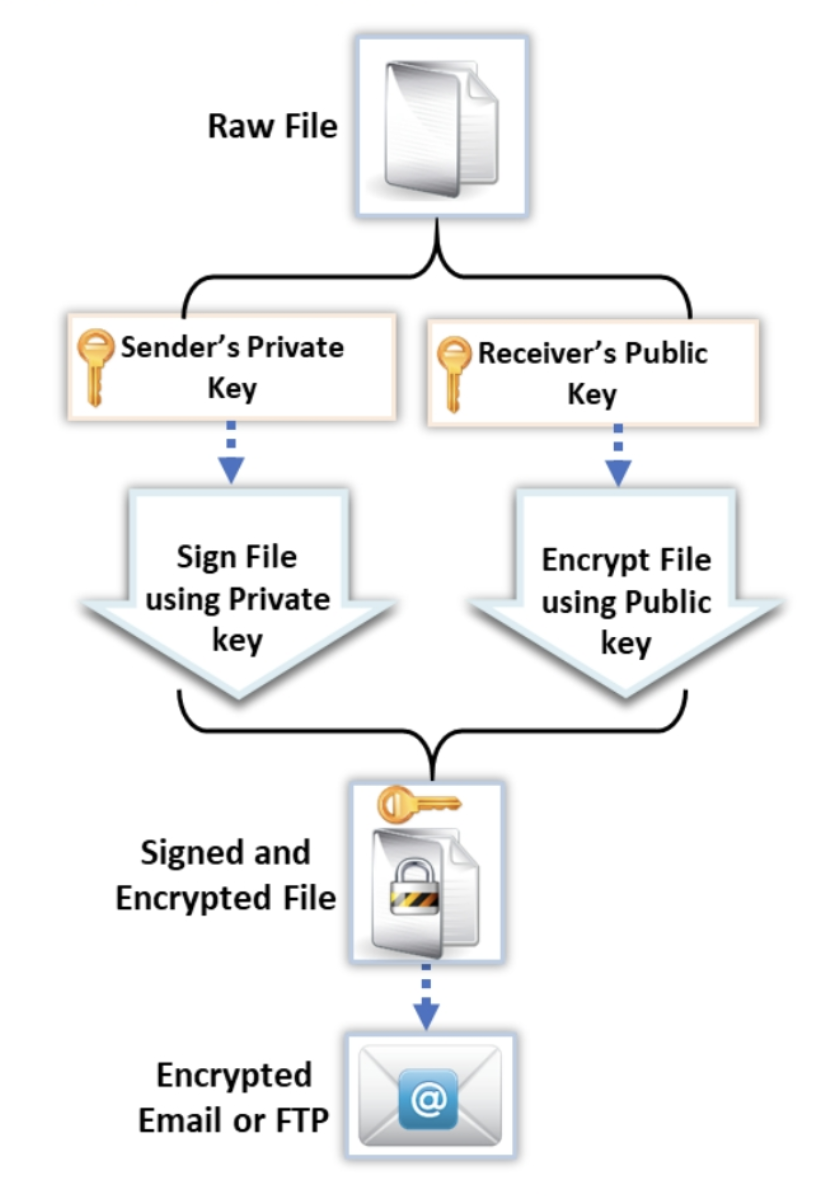 Raw File
Sender's Private
Key
Receiver's Public
Key
Sign File
using Private
key
Encrypt File
using Public
key
Signed and
Encrypted File
Encrypted
Email or FTP
@